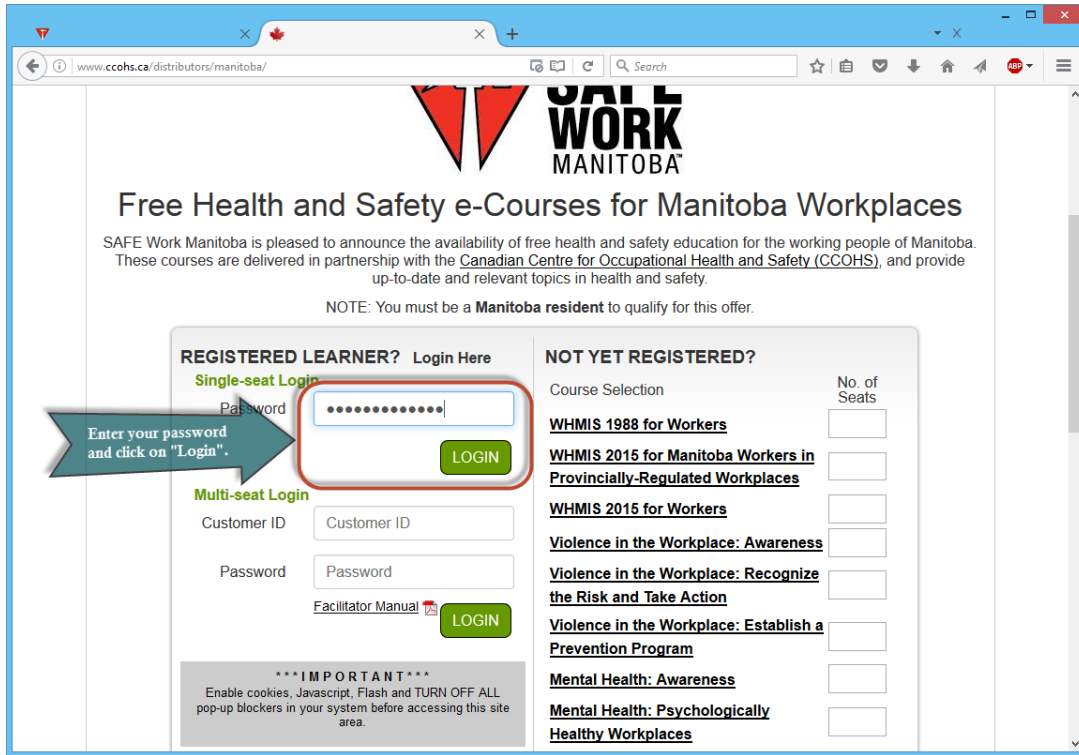 www.ccohs.ca/distributors/manitoba/
Search
ABP
SAFE
WORK
MANITOBA™
Free Health and Safety e-Courses for Manitoba Workplaces
SAFE Work Manitoba is pleased to announce the availability of free health and safety education for the working people of Manitoba.
These courses are delivered in partnership with the Canadian Centre for Occupational Health and Safety (CCOHS), and provide
up-to-date and relevant topics in health and safety.
NOTE: You must be a Manitoba resident to qualify for this offer.
REGISTERED LEARNER? Login Here
Single-seat Login
Password
Enter your password
and click on "Login".
LOGIN
Multi-seat Login
Customer ID Customer ID
Password Password
Facilitator Manual
LOGIN
***IMPORTANT***
Enable cookies, Javascript, Flash and TURN OFF ALL
pop-up blockers in your system before accessing this site
area.
NOT YET REGISTERED?
Course Selection
No. of
Seats
WHMIS 1988 for Workers
WHMIS 2015 for Manitoba Workers in
Provincially-Regulated Workplaces
WHMIS 2015 for Workers
Violence in the Workplace: Awareness
Violence in the Workplace: Recognize
the Risk and Take Action
Violence in the Workplace: Establish a
Prevention Program
Mental Health: Awareness
Mental Health: Psychologically
Healthy Workplaces